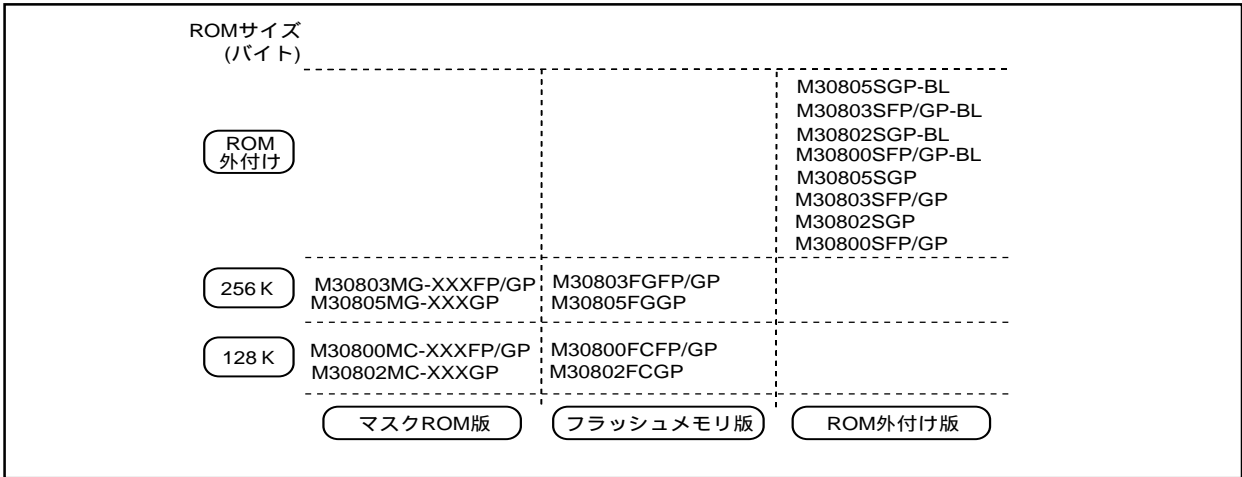 ROMサイズ
(バイト)
M30805SGP-BL
M30803SFP/GP-BL
M30802SGP-BL
M30800SFP/GP-BL
M30805SGP
M30803SFP/GP
M30802SGP
M30800SFP/GP
ROM
外付け
256 K
M30803MG-XXXFP/GP
M30805MG-XXXGP
M30803FGFP/GP
M30805FGGP
128 K
M30800MC-XXXFP/GP
M30802MC-XXXGP
M30800FCFP/GP
M30802FCGP
マスクROM版
フラッシュメモリ版
ROM外付け版